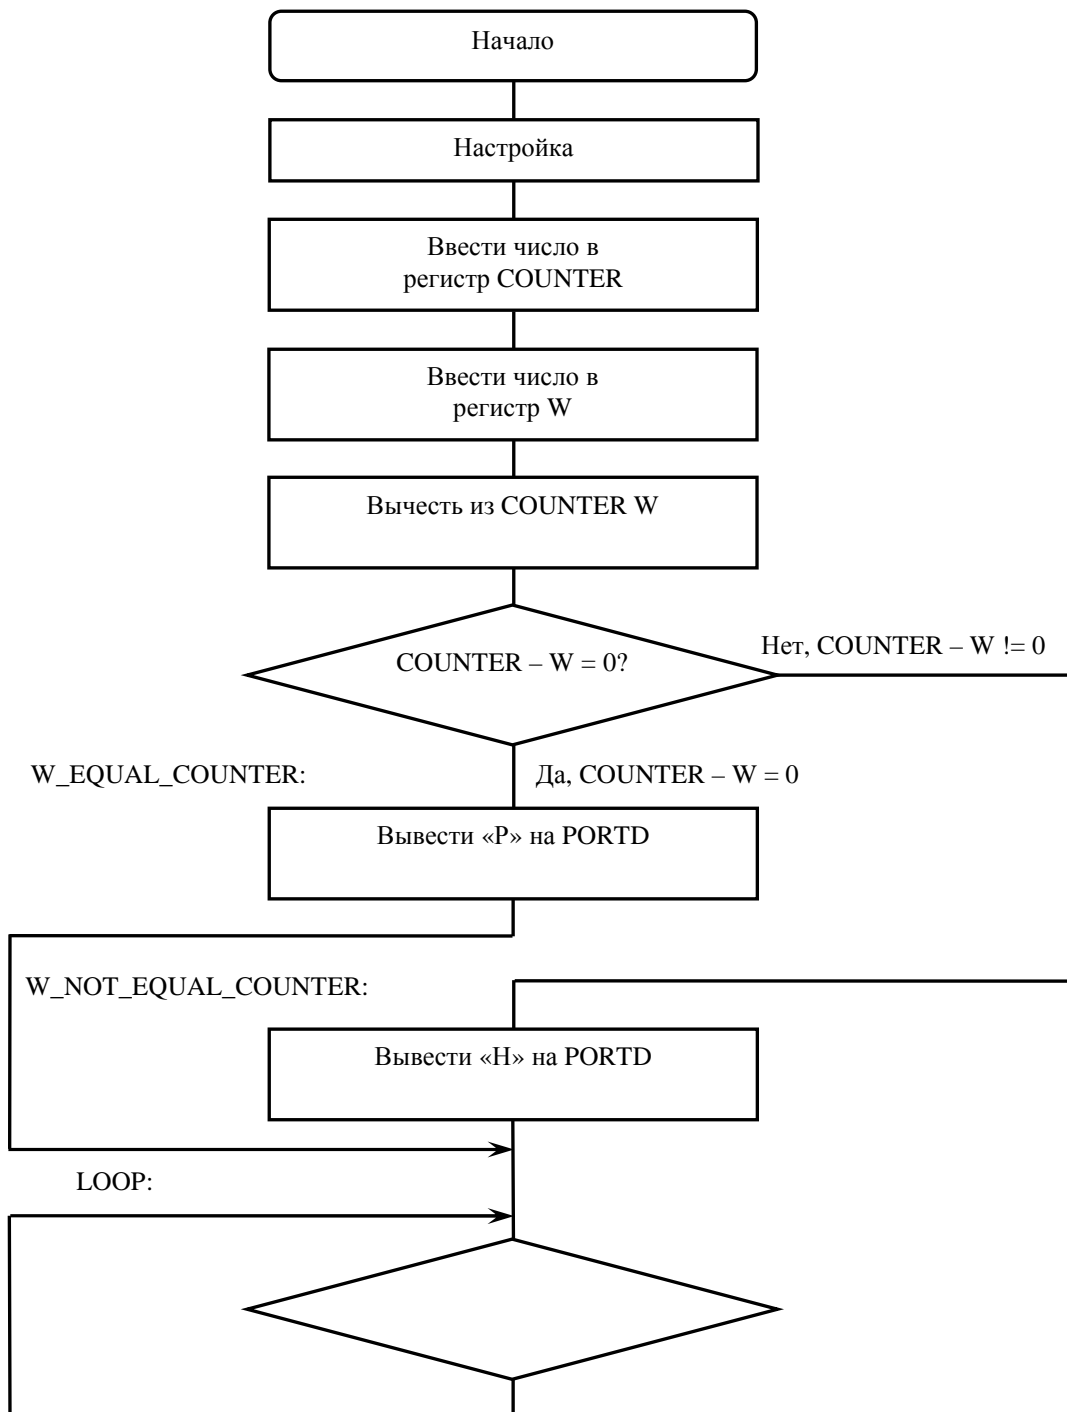 Начало
Настройка
Ввести число в
регистр COUNTER
Ввести число в
регистр W
Вычесть из COUNTER W
COUNTER – W = 0?
Нет, COUNTER – W != 0
W_EQUAL_COUNTER:
Да, COUNTER – W = 0
Вывести «Р» на PORTD
W_NOT_EQUAL_COUNTER:
Вывести «Н» на PORTD
LOOP: